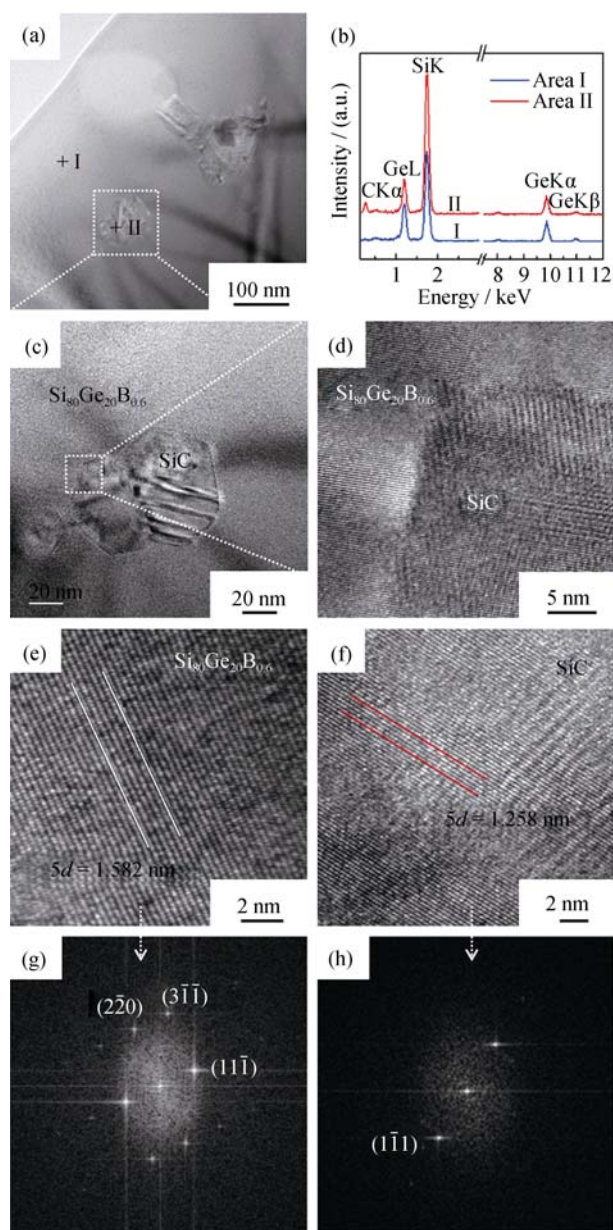 (a)
+ I
+ II
100 nm
(b)
SiK
Area I
Area II
CKα
GeL
GeKα
GeKβ
II
I
Intensity / (a.u.)
1 2 8 9 10 11 12
Energy / keV
(c)
Si₈₀Ge₂₀B₀.₆
SiC
20 nm
20 nm
(d)
Si₈₀Ge₂₀B₀.₆
SiC
5 nm
(e)
Si₈₀Ge₂₀B₀.₆
5d = 1.582 nm
2 nm
(f)
SiC
5d = 1.258 nm
2 nm
(g)
(22̄0)
(31̄1̄)
(111̄)
(h)
(11̄1)